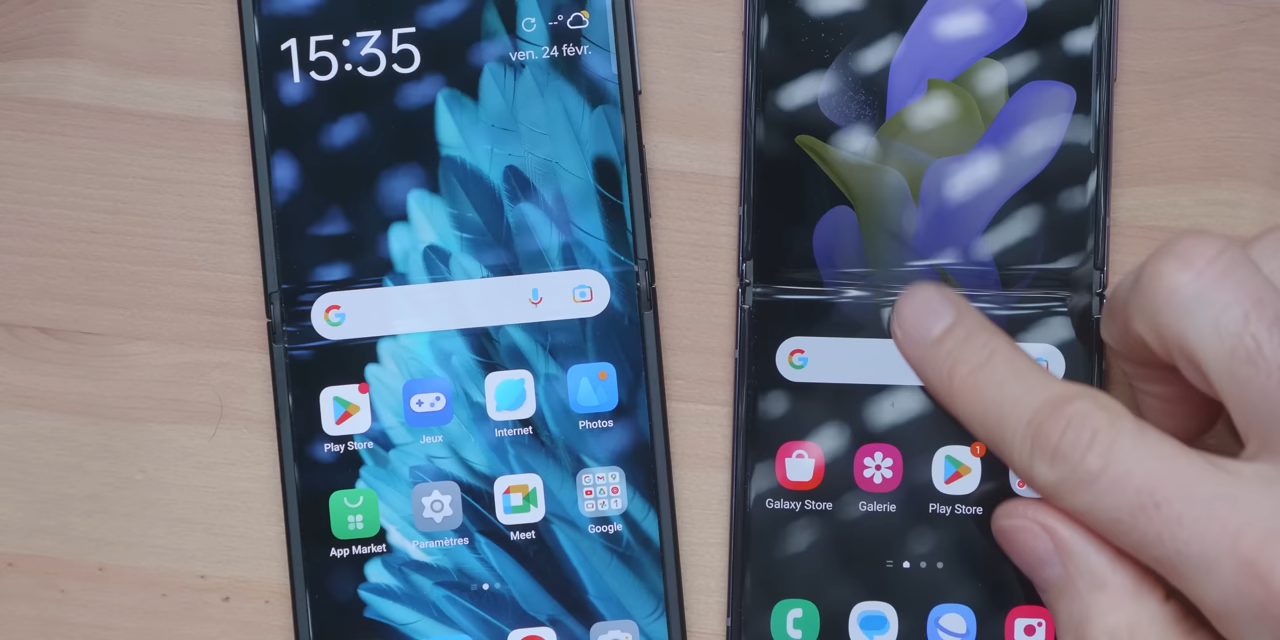 15:35
--°
ven. 24 févr.
Play Store
Jeux
Internet
Photos
App Market
Paramètres
Meet
Google
Galaxy Store
Galerie
Play Store
1